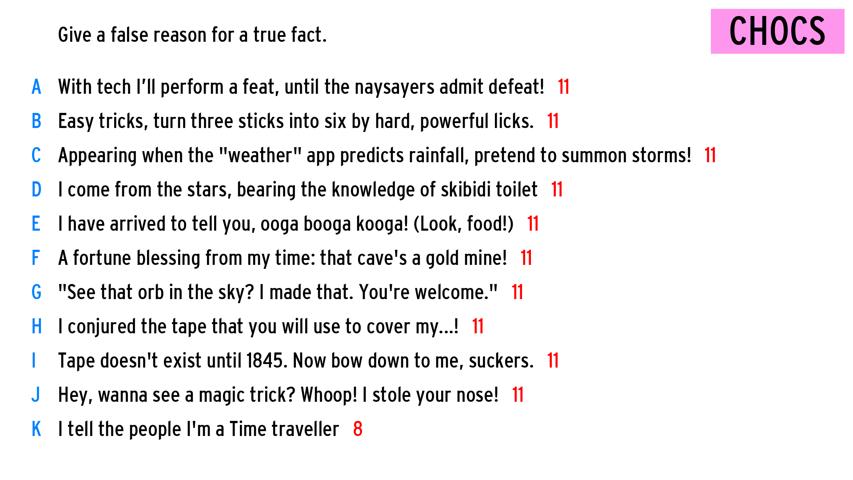 Give a false reason for a true fact.
CHOCS
A With tech I'll perform a feat, until the naysayers admit defeat! 11
B Easy tricks, turn three sticks into six by hard, powerful licks. 11
C Appearing when the "weather" app predicts rainfall, pretend to summon storms! 11
D I come from the stars, bearing the knowledge of skibidi toilet 11
E I have arrived to tell you, ooga booga kooga! (Look, food!) 11
F A fortune blessing from my time: that cave's a gold mine! 11
G "See that orb in the sky? I made that. You're welcome." 11
H I conjured the tape that you will use to cover my...! 11
I Tape doesn't exist until 1845. Now bow down to me, suckers. 11
J Hey, wanna see a magic trick? Whoop! I stole your nose! 11
K I tell the people I'm a Time traveller 8